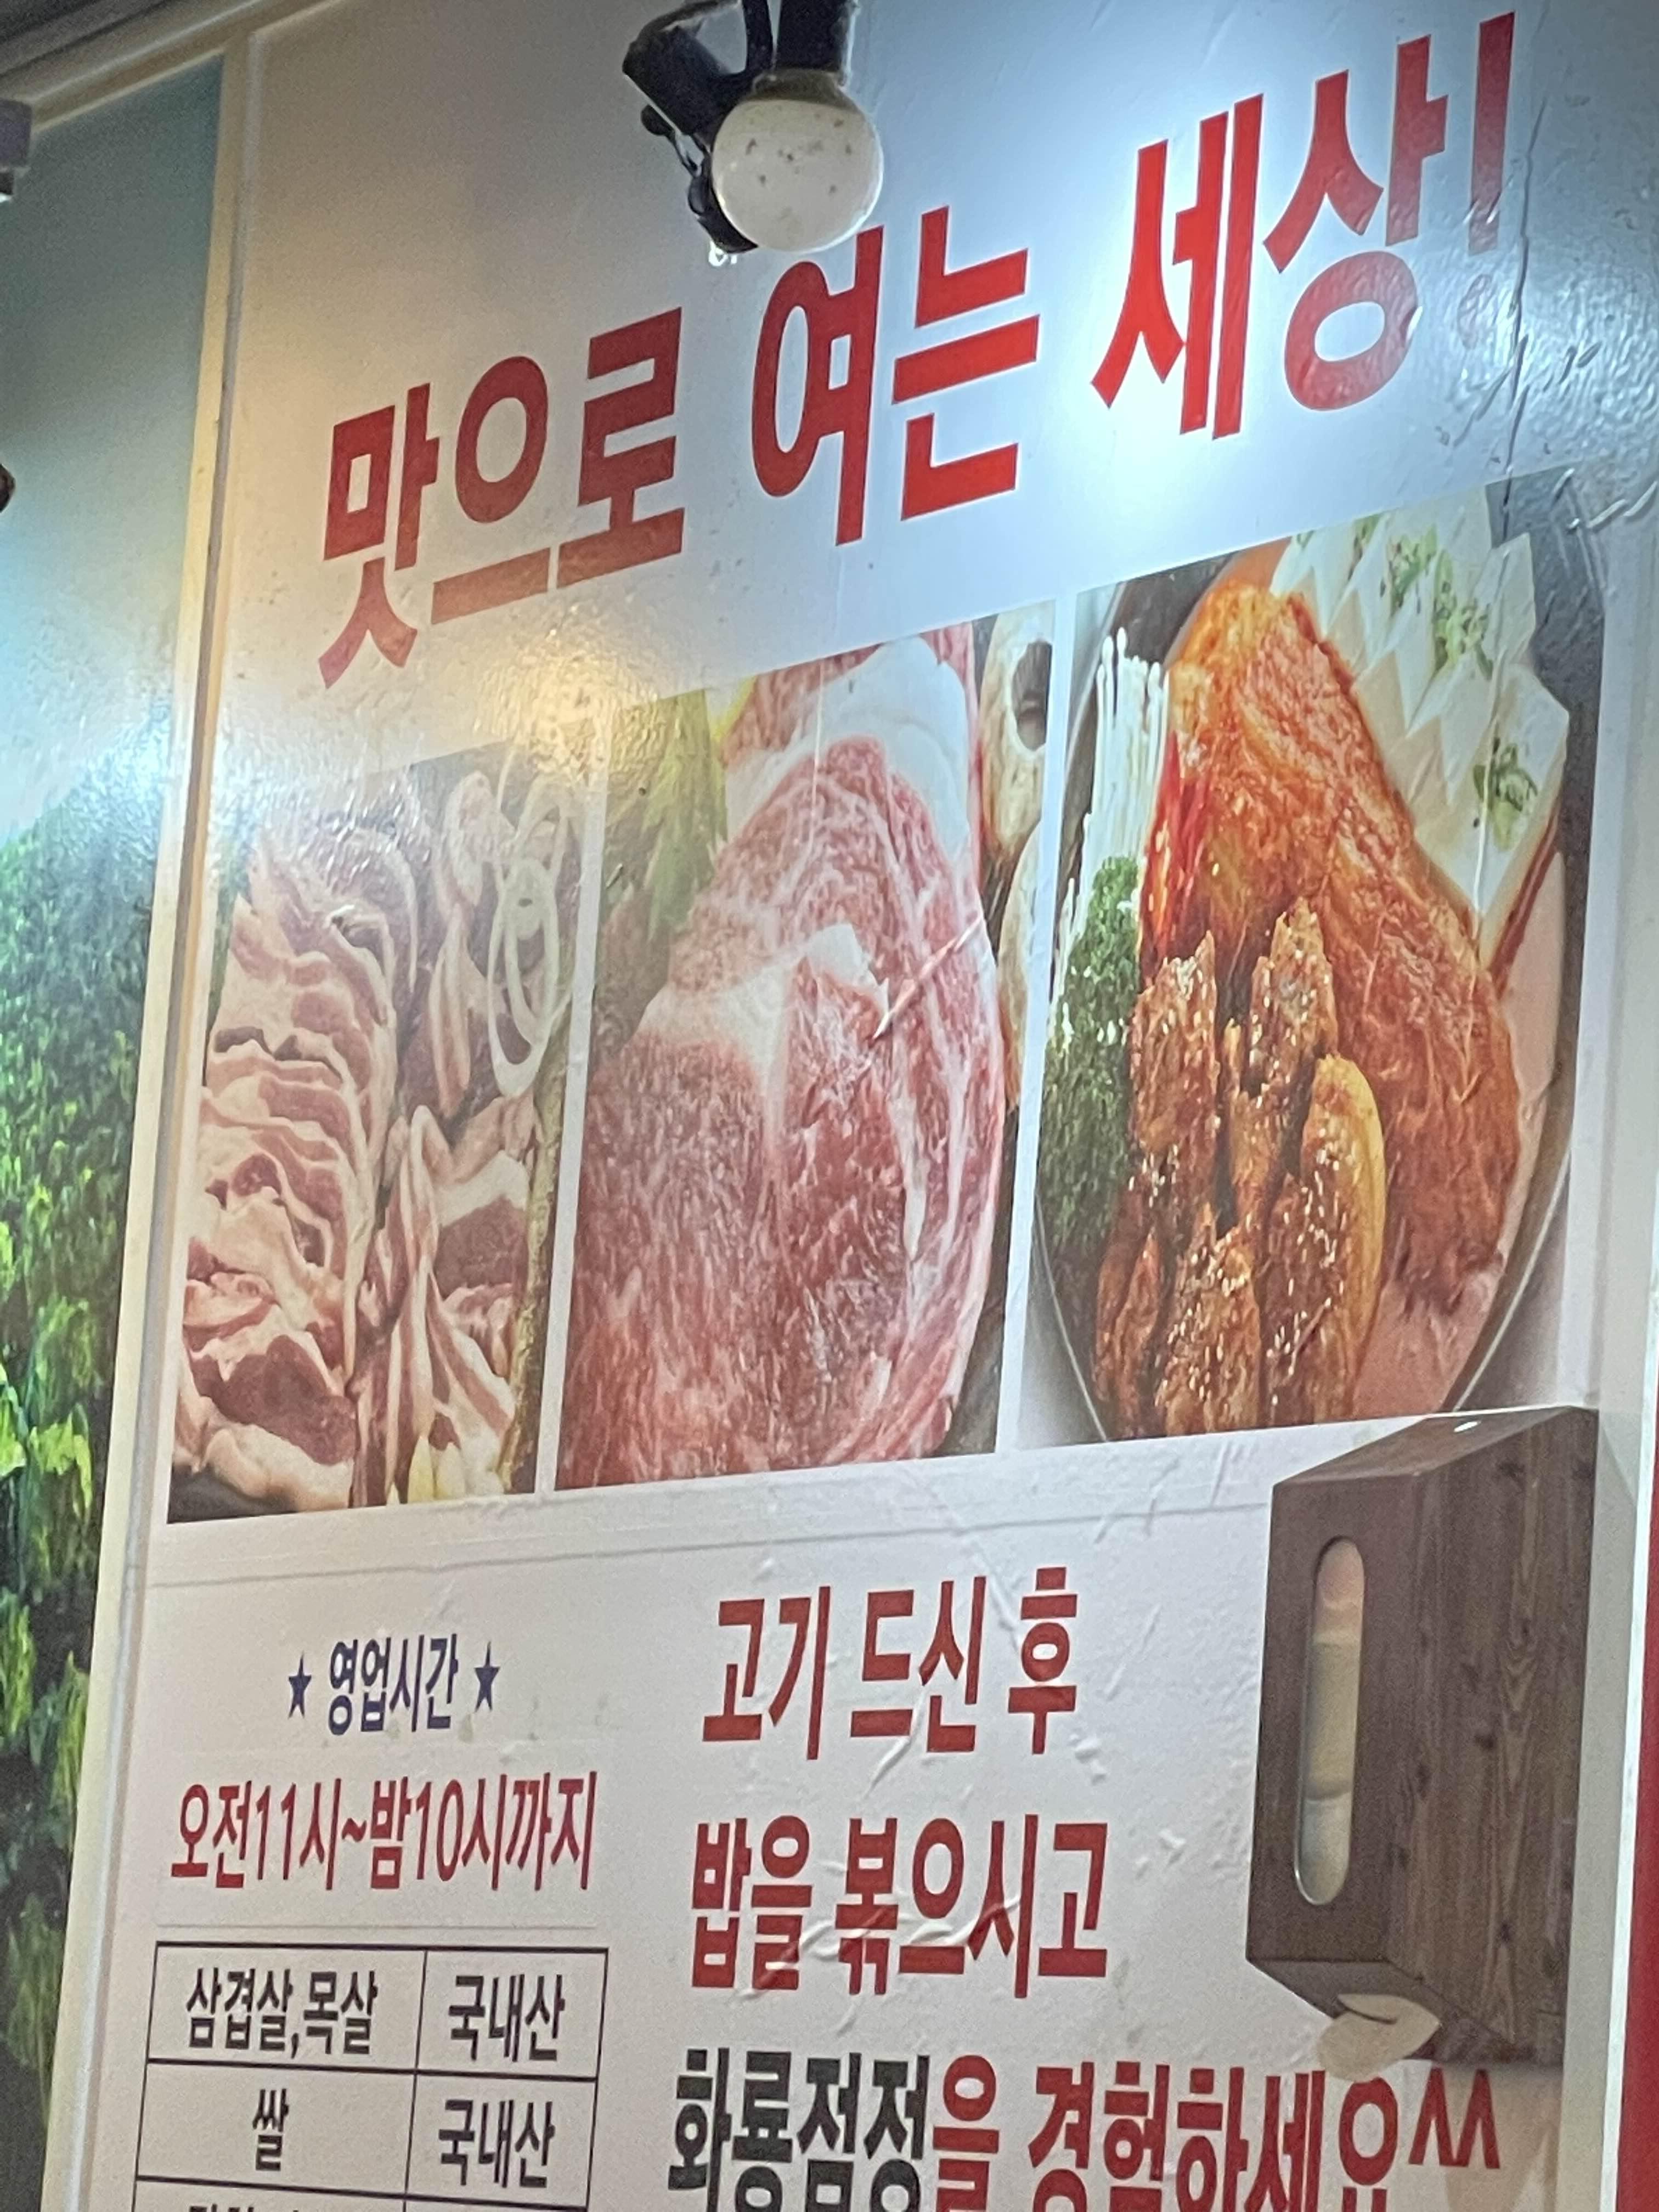 맛으로 여는 세상!
★ 영업시간 ★
오전11시~밤10시까지
고기 드신 후
밥을 볶으시고
화룡점정을 경험하세요^^
삼겹살,목살 국내산
쌀 국내산